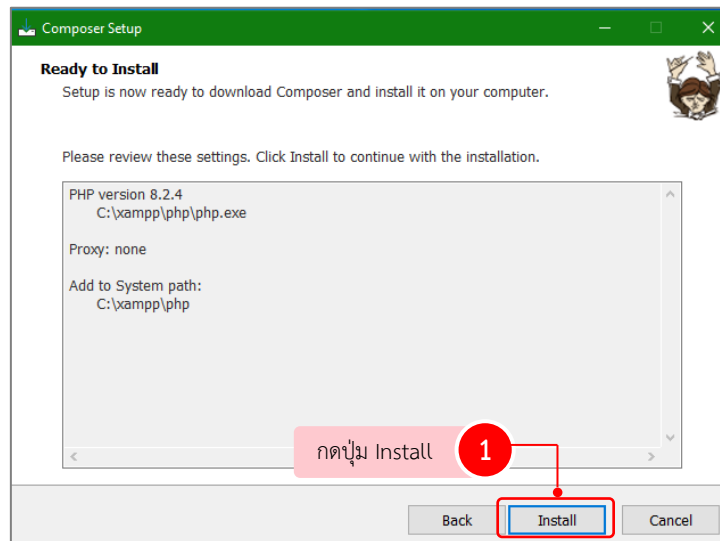 Composer Setup
Ready to Install
Setup is now ready to download Composer and install it on your computer.
Please review these settings. Click Install to continue with the installation.
PHP version 8.2.4
C:\xampp\php\php.exe
Proxy: none
Add to System path:
C:\xampp\php
กดปุ่ม Install 1
Back Install Cancel